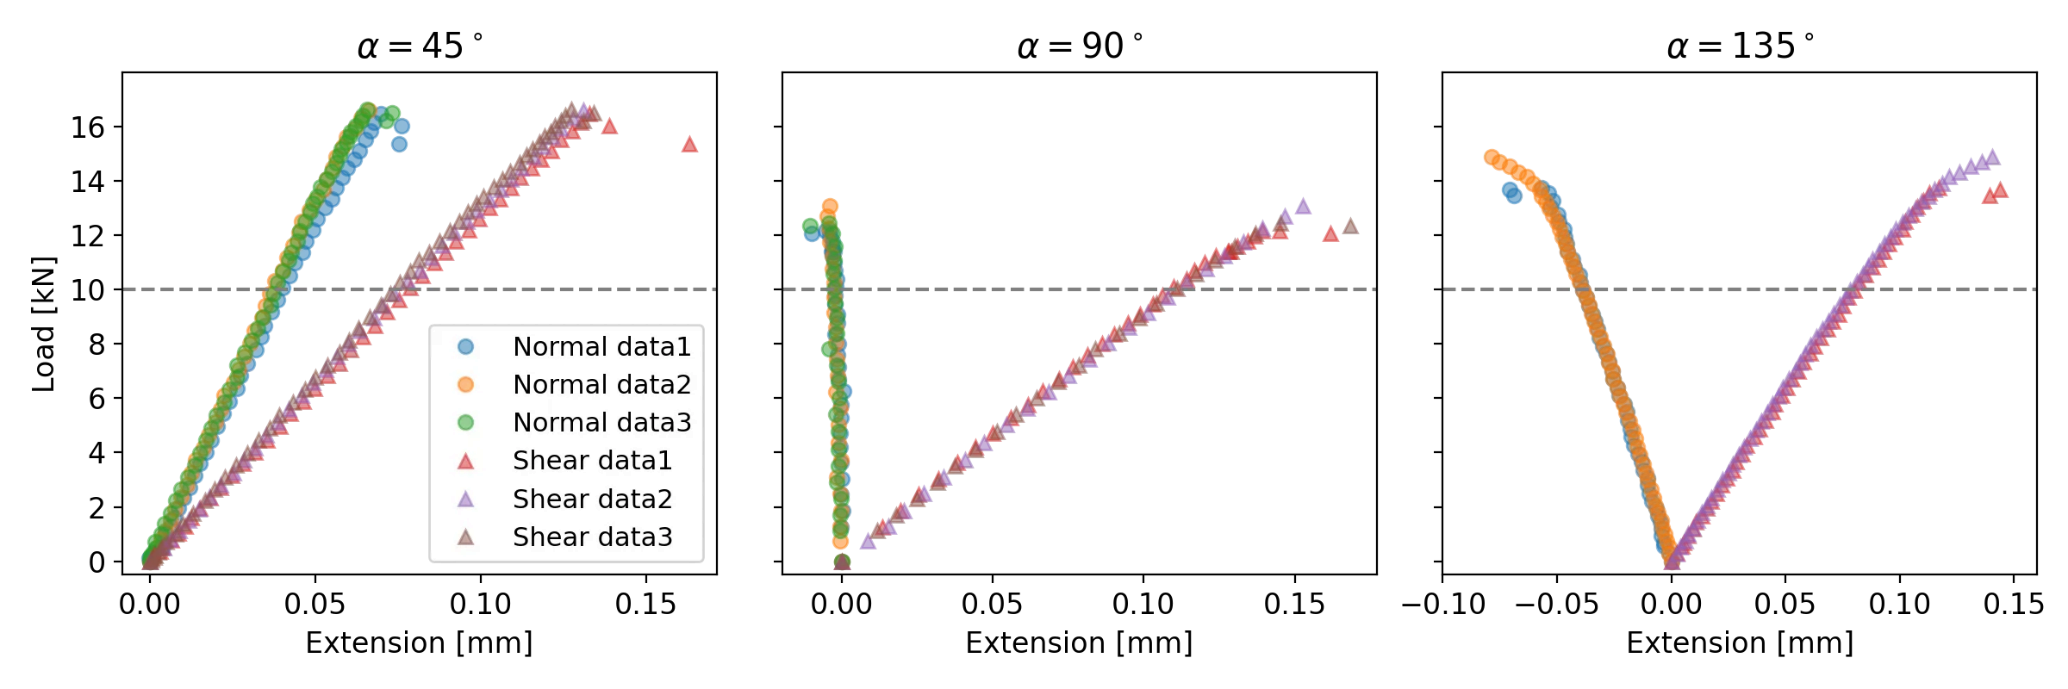 α = 45°
α = 90°
α = 135°
Load [kN]
16
14
12
10
8
6
4
2
0
Normal data1
Normal data2
Normal data3
Shear data1
Shear data2
Shear data3
0.00 0.05 0.10 0.15
0.00 0.05 0.10 0.15
−0.10 −0.05 0.00 0.05 0.10 0.15
Extension [mm]
Extension [mm]
Extension [mm]